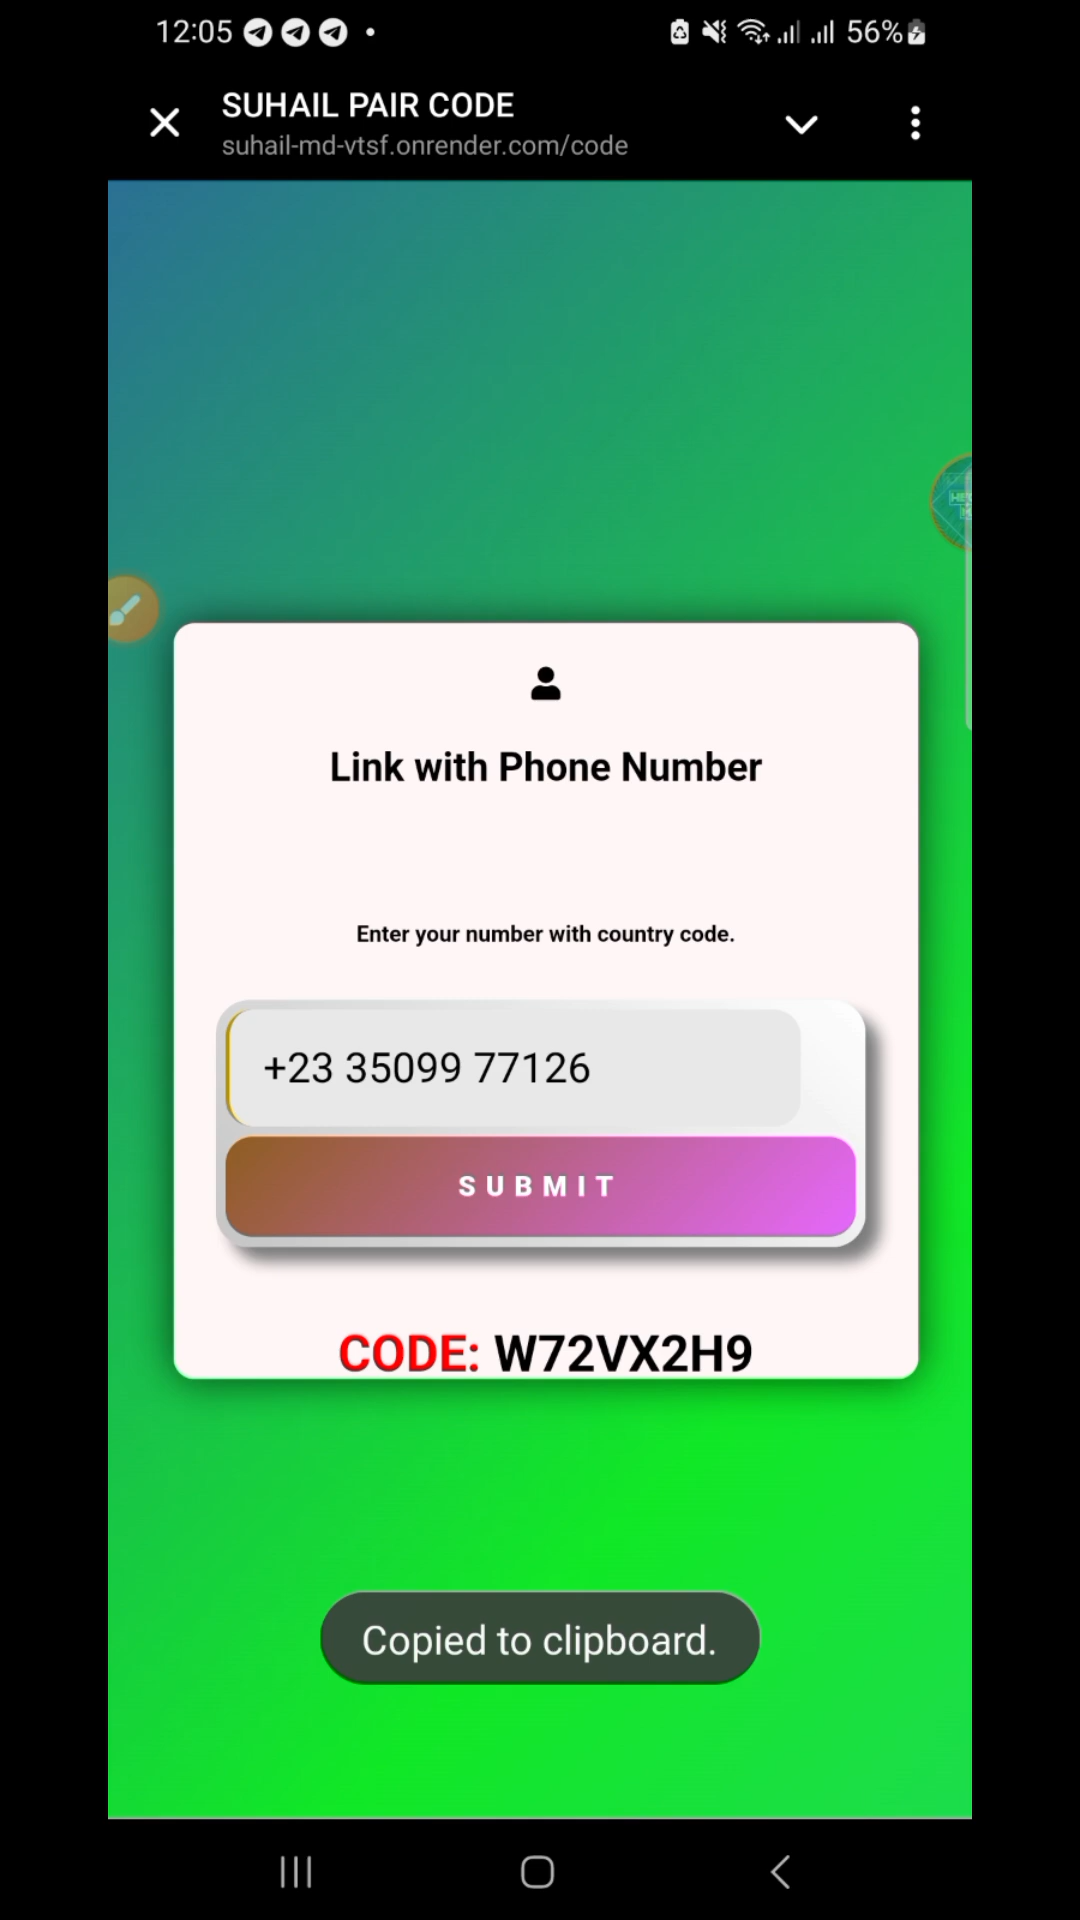 12:05
56%
SUHAIL PAIR CODE
suhail-md-vtsf.onrender.com/code
Link with Phone Number
Enter your number with country code.
+23 35099 77126
SUBMIT
CODE: W72VX2H9
Copied to clipboard.